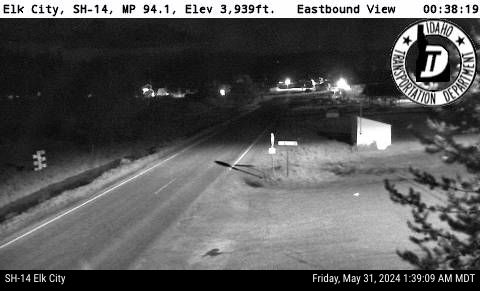 Elk City, SH-14, MP 94.1, Elev 3,939ft. Eastbound View 00:38:19
IDAHO
TRANSPORTATION DEPARTMENT
SH-14 Elk City Friday, May 31, 2024 1:39:09 AM MDT